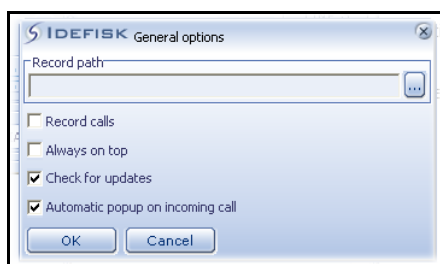 IDEFISK General options
Record path
...
Record calls
Always on top
Check for updates
Automatic popup on incoming call
OK Cancel